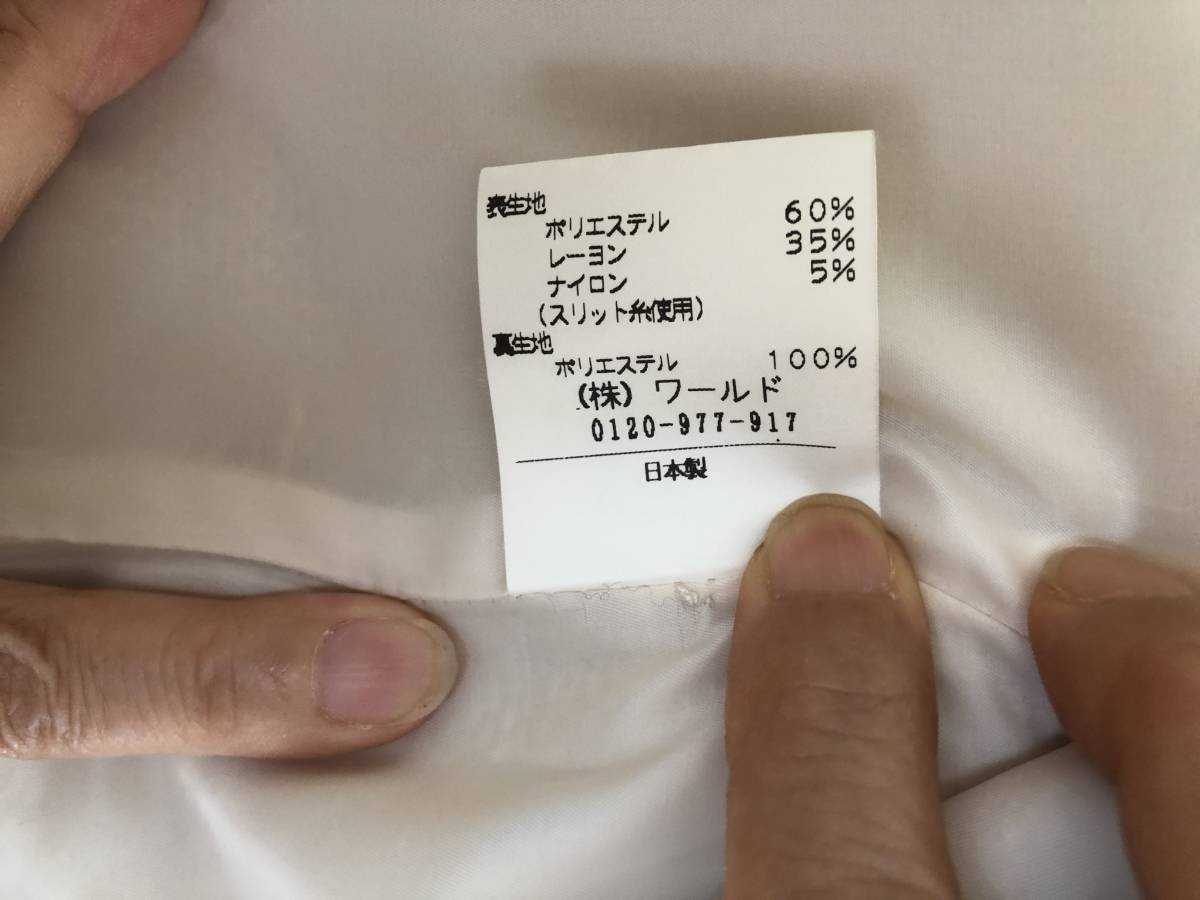 表生地
ポリエステル 60%
レーヨン 35%
ナイロン 5%
(スリット糸使用)
裏生地
ポリエステル 100%
(株) ワールド
0120-977-917
日本製